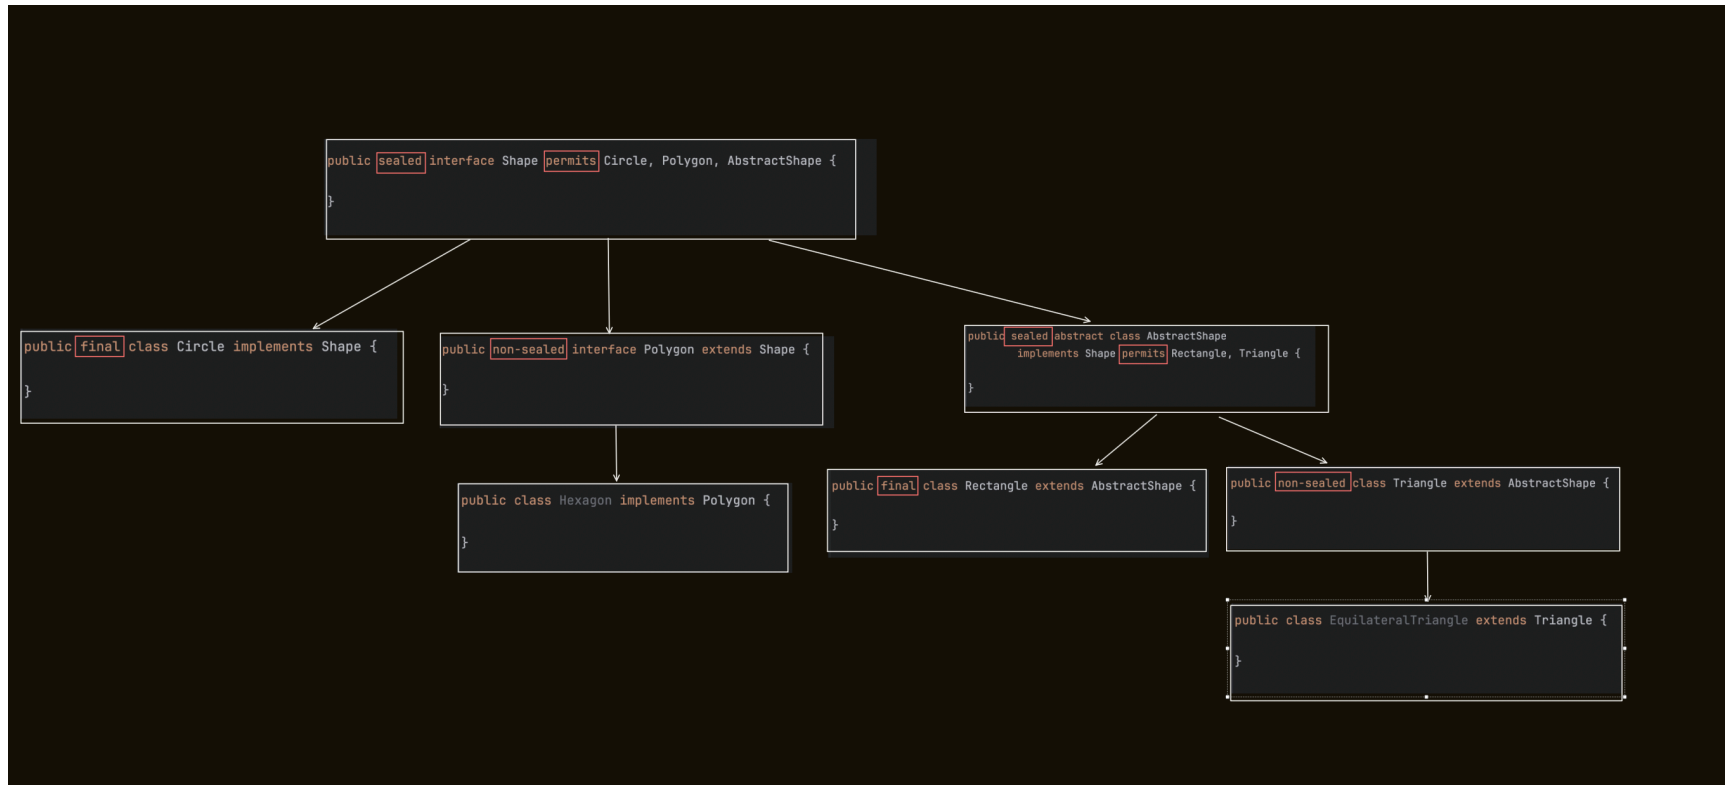 public sealed interface Shape permits Circle, Polygon, AbstractShape {
}
public final class Circle implements Shape {
}
public non-sealed interface Polygon extends Shape {
}
public sealed abstract class AbstractShape
implements Shape permits Rectangle, Triangle {
}
public class Hexagon implements Polygon {
}
public final class Rectangle extends AbstractShape {
}
public non-sealed class Triangle extends AbstractShape {
}
public class EquilateralTriangle extends Triangle {
}